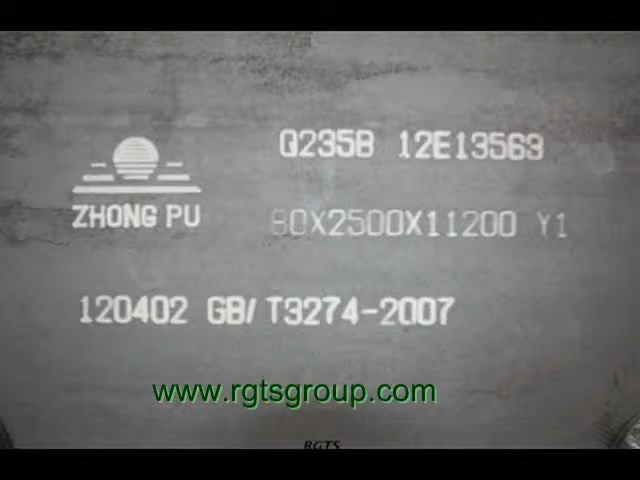 Q235B 12E13563
ZHONG PU
80X2500X11200 Y1
120402 GB/T3274-2007
www.rgtsgroup.com
RGTS